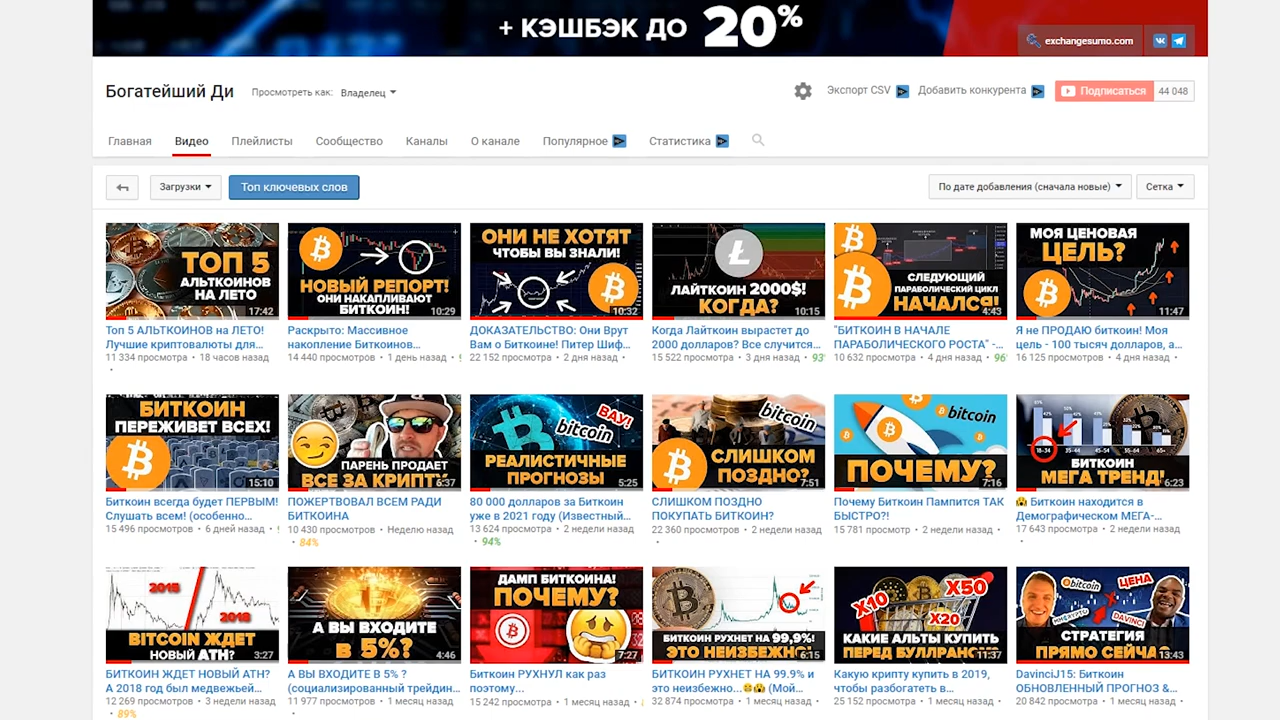 + КЭШБЭК ДО 20%
exchangesumo.com
Богатейший Ди
Просмотреть как: Владелец
Экспорт CSV
Добавить конкурента
Подписаться 44 048
Главная
Видео
Плейлисты
Сообщество
Каналы
О канале
Популярное
Статистика
Загрузки
Топ ключевых слов
По дате добавления (сначала новые)
Сетка
ТОП 5
АЛЬТКОИНОВ
НА ЛЕТО
17:42
Топ 5 АЛЬТКОИНОВ на ЛЕТО!
Лучшие криптовалюты для...
11 334 просмотра • 18 часов назад
•
НОВЫЙ РЕПОРТ!
ОНИ НАКАПЛИВАЮТ
БИТКОИН!
10:29
Раскрыто: Массивное
накопление Биткоинов...
14 440 просмотров • 1 день назад •
ОНИ НЕ ХОТЯТ
ЧТОБЫ ВЫ ЗНАЛИ!
10:32
ДОКАЗАТЕЛЬСТВО: Они Врут
Вам о Биткоине! Питер Шиф...
22 152 просмотра • 2 дня назад •
ЛАЙТКОИН 2000$!
КОГДА?
10:15
Когда Лайткоин вырастет до
2000 долларов? Все случится...
15 522 просмотра • 3 дня назад • 93
СЛЕДУЮЩИЙ
ПАРАБОЛИЧЕСКИЙ ЦИКЛ
НАЧАЛСЯ!
4:43
"БИТКОИН В НАЧАЛЕ
ПАРАБОЛИЧЕСКОГО РОСТА" -...
10 632 просмотра • 4 дня назад • 96
МОЯ ЦЕНОВАЯ
ЦЕЛЬ?
11:47
Я не ПРОДАЮ биткоин! Моя
цель - 100 тысяч долларов, а...
16 125 просмотров • 4 дня назад •
БИТКОИН
ПЕРЕЖИВЕТ ВСЕХ!
15:10
Биткоин всегда будет ПЕРВЫМ!
Слушать всем! (особенно...
15 496 просмотров • 6 дней назад •
ПАРЕНЬ ПРОДАЕТ
ВСЕ ЗА КРИПТУ
6:37
ПОЖЕРТВОВАЛ ВСЕМ РАДИ
БИТКОИНА
10 430 просмотров • Неделю назад
• 84%
ВАУ!
bitcoin
РЕАЛИСТИЧНЫЕ
ПРОГНОЗЫ
5:25
80 000 долларов за Биткоин
уже в 2021 году (Известный...
13 624 просмотра • 2 недели назад
• 94%
bitcoin
СЛИШКОМ
ПОЗДНО?
7:51
СЛИШКОМ ПОЗДНО
ПОКУПАТЬ БИТКОИН?
22 360 просмотров • 2 недели назад
•
bitcoin
ПОЧЕМУ?
7:16
Почему Биткоин Пампится ТАК
БЫСТРО?!
15 781 просмотр • 2 недели назад
•
18-34
35-44
45-54
55-64
65+
БИТКОИН
МЕГА ТРЕНД!
6:23
😱 Биткоин находится в
Демографическом МЕГА-...
17 643 просмотра • 2 недели назад
•
2015
2018
BITCOIN ЖДЕТ
НОВЫЙ ATH?
3:27
БИТКОИН ЖДЕТ НОВЫЙ ATH?
А 2018 год был медвежьей...
12 269 просмотров • 3 недели назад
• 89%
А ВЫ ВХОДИТЕ
В 5%?
4:46
А ВЫ ВХОДИТЕ В 5% ?
(социализированный трейдин...
11 977 просмотров • 1 месяц назад
•
ДАМП БИТКОИНА!
ПОЧЕМУ?
7:27
Биткоин РУХНУЛ как раз
поэтому...
15 242 просмотра • 1 месяц назад •
БИТКОИН РУХНЕТ НА 99,9%!
ЭТО НЕИЗБЕЖНО...
6:15
БИТКОИН РУХНЕТ НА 99.9% и
это неизбежно...😫😱 (Мой...
32 874 просмотра • 1 месяц назад
•
X10
X50
X20
КАКИЕ АЛЬТЫ КУПИТЬ
ПЕРЕД БУЛЛРАНОМ
11:37
Какую крипту купить в 2019,
чтобы разбогатеть в...
25 152 просмотра • 1 месяц назад
•
bitcoin
ЦЕНА
DAVINCI
СТРАТЕГИЯ
ПРЯМО СЕЙЧАС
13:43
DavinciJ15: Биткоин
ОБНОВЛЕННЫЙ ПРОГНОЗ &...
20 842 просмотра • 1 месяц назад
•